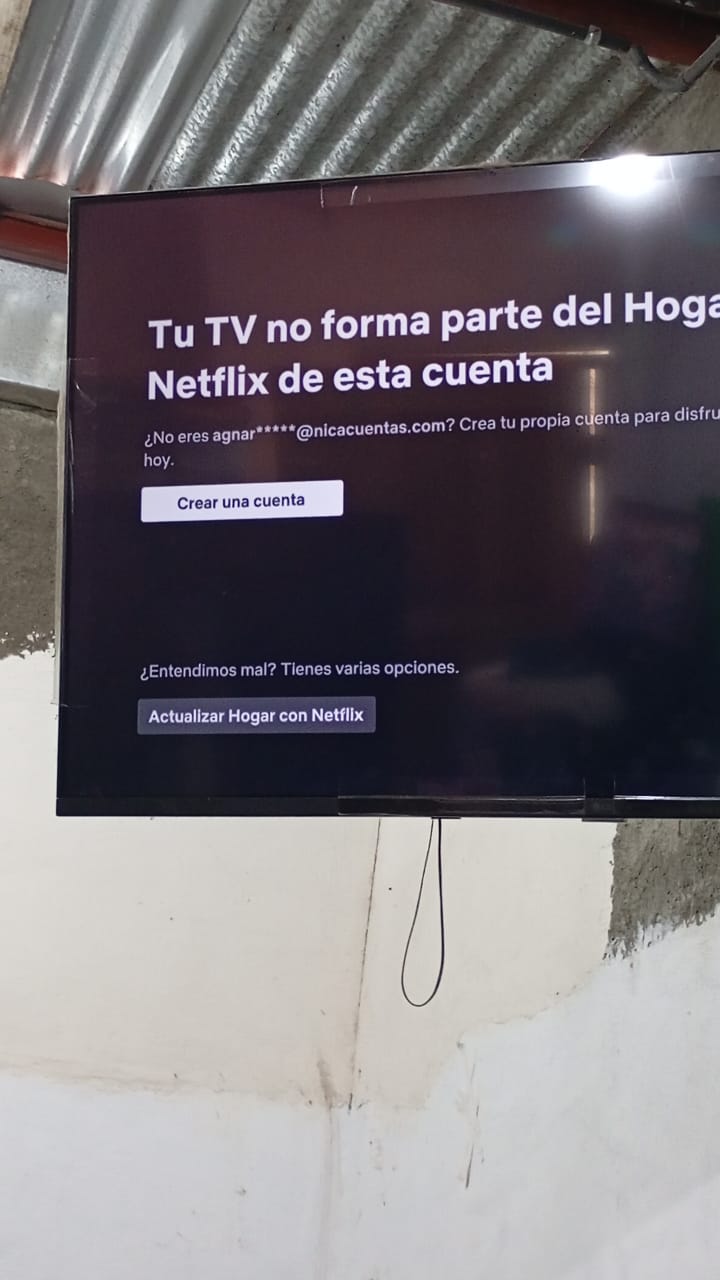 Tu TV no forma parte del Hoga
Netflix de esta cuenta
¿No eres agnar*****@nicacuentas.com? Crea tu propia cuenta para disfru
hoy.
Crear una cuenta
¿Entendimos mal? Tienes varias opciones.
Actualizar Hogar con Netflix